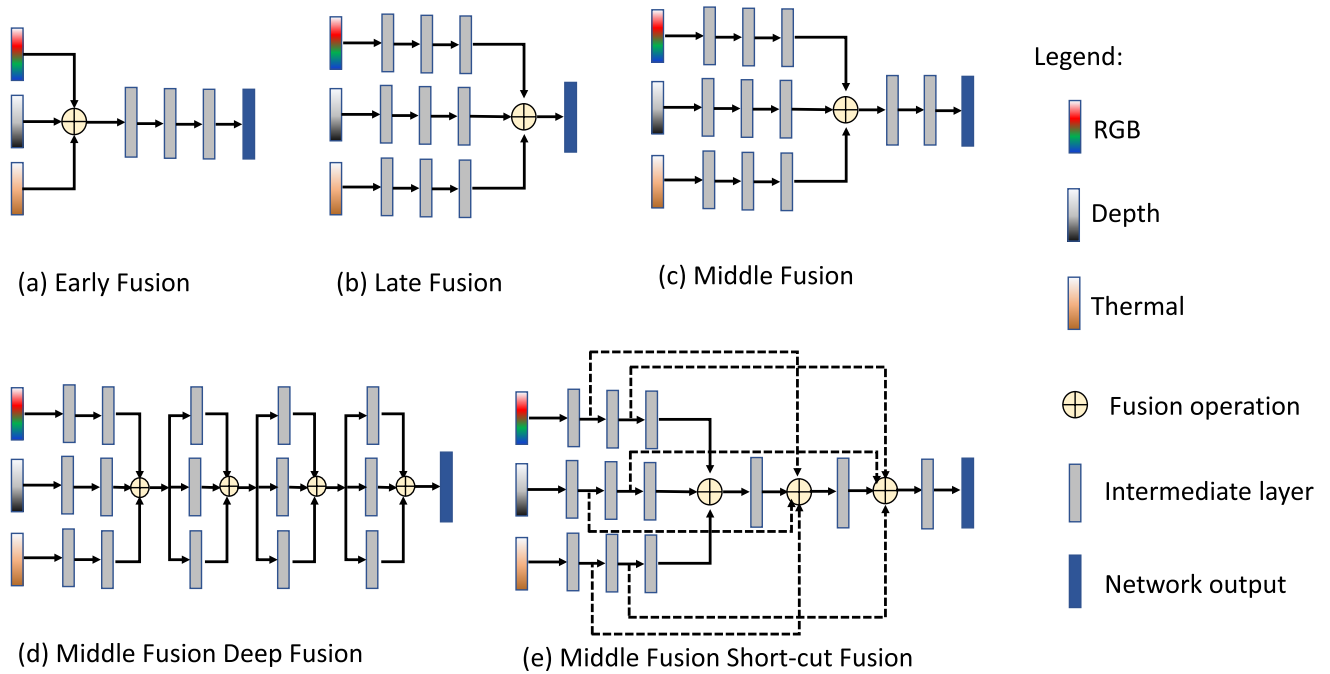 Legend:
RGB
Depth
Thermal
Fusion operation
Intermediate layer
Network output
(a) Early Fusion
(b) Late Fusion
(c) Middle Fusion
(d) Middle Fusion Deep Fusion
(e) Middle Fusion Short-cut Fusion